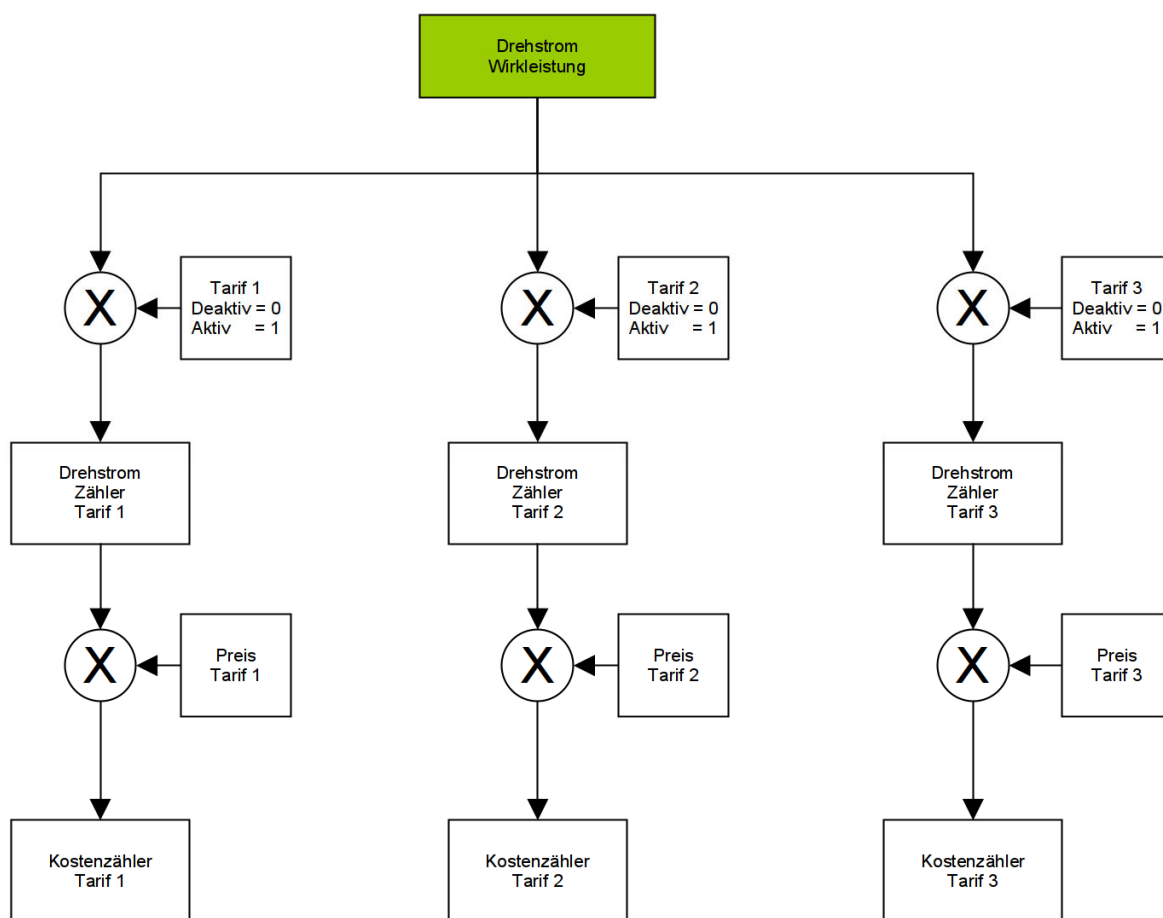 Drehstrom
Wirkleistung
X
Tarif 1
Deaktiv = 0
Aktiv = 1
X
Tarif 2
Deaktiv = 0
Aktiv = 1
X
Tarif 3
Deaktiv = 0
Aktiv = 1
Drehstrom
Zähler
Tarif 1
Drehstrom
Zähler
Tarif 2
Drehstrom
Zähler
Tarif 3
X
Preis
Tarif 1
X
Preis
Tarif 2
X
Preis
Tarif 3
Kostenzähler
Tarif 1
Kostenzähler
Tarif 2
Kostenzähler
Tarif 3